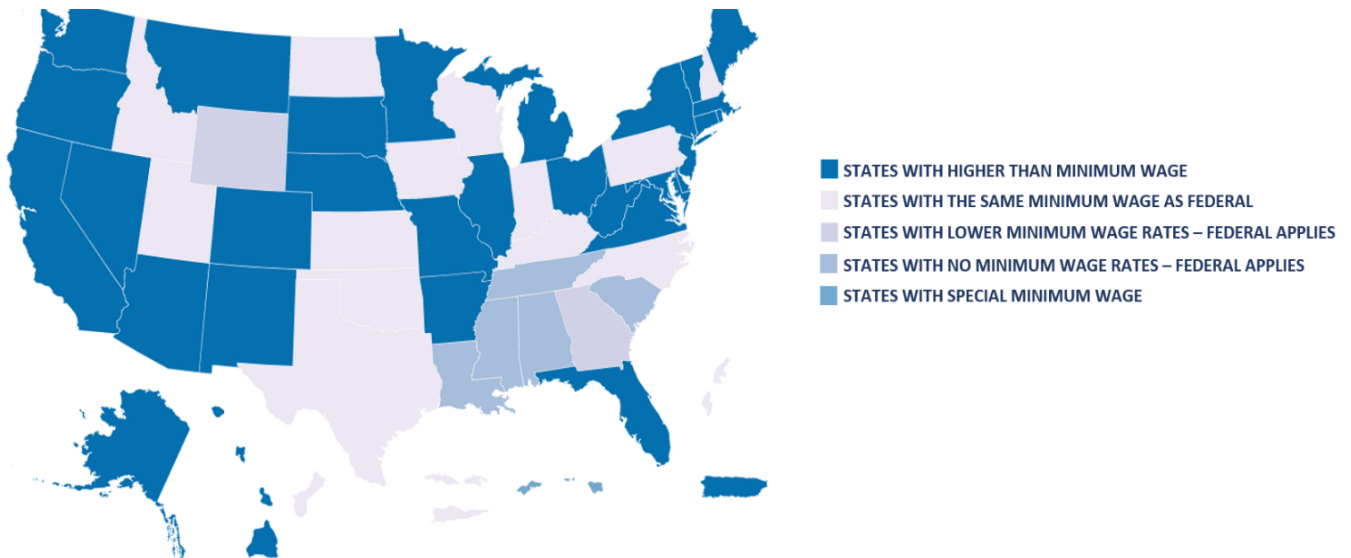 STATES WITH HIGHER THAN MINIMUM WAGE
STATES WITH THE SAME MINIMUM WAGE AS FEDERAL
STATES WITH LOWER MINIMUM WAGE RATES – FEDERAL APPLIES
STATES WITH NO MINIMUM WAGE RATES – FEDERAL APPLIES
STATES WITH SPECIAL MINIMUM WAGE